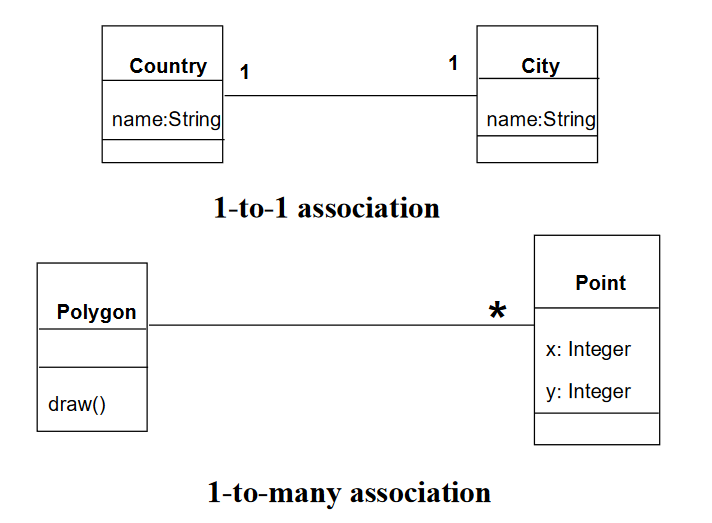 Country
1
1
City
name:String
name:String
1-to-1 association
Polygon
*
Point
x: Integer
y: Integer
draw()
1-to-many association